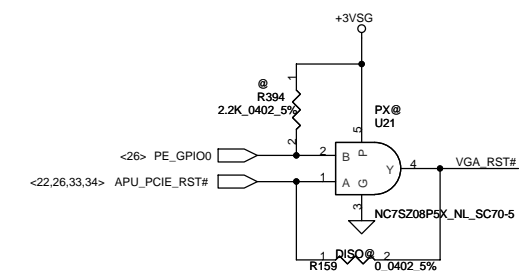 +3VSG
@
1
R394
2.2K_0402_5%
2
PX@
U21
5
<26> PE_GPIO0
2
B
P
Y
4
VGA_RST#
<22,26,33,34> APU_PCIE_RST#
1
A
G
3
NC7SZ08P5X_NL_SC70-5
1
DISO@
2
R159
0_0402_5%